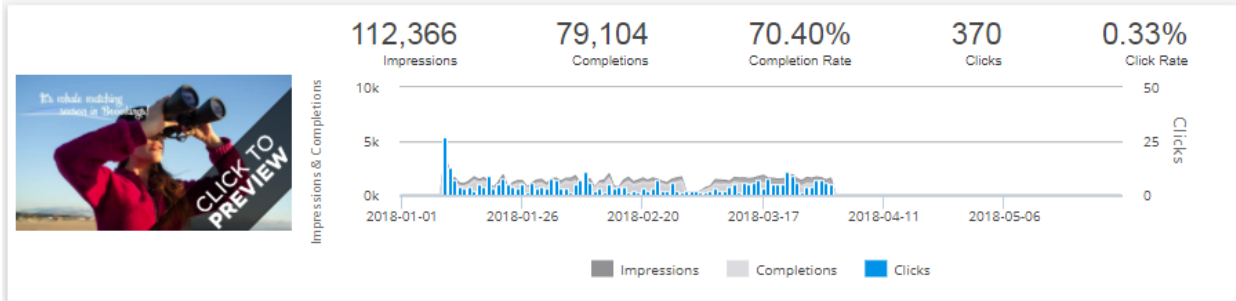 112,366
Impressions
79,104
Completions
70.40%
Completion Rate
370
Clicks
0.33%
Click Rate
It's whale watching
season in Brookings!
CLICK TO
PREVIEW
Impressions & Completions
10k
5k
0k
50
25
0
Clicks
2018-01-01
2018-01-26
2018-02-20
2018-03-17
2018-04-11
2018-05-06
Impressions
Completions
Clicks